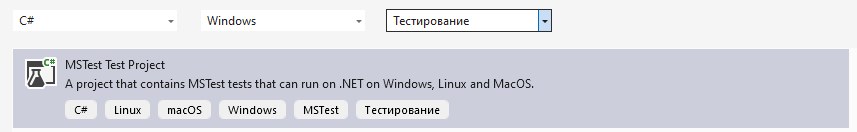 C# Windows Тестирование
C#
MSTest Test Project
A project that contains MSTest tests that can run on .NET on Windows, Linux and MacOS.
C# Linux macOS Windows MSTest Тестирование